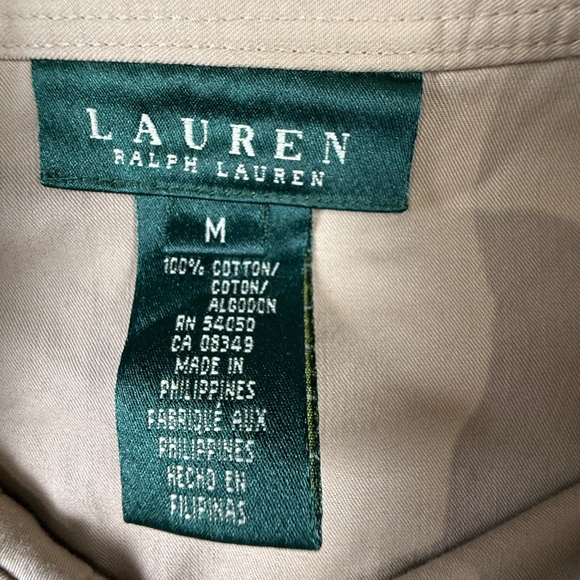 LAUREN
RALPH LAUREN
M
100% COTTON/
COTON/
ALGODON
RN 54050
CA 08349
MADE IN
PHILIPPINES
FABRIQUÉ AUX
PHILIPPINES
HECHO EN
FILIPINAS